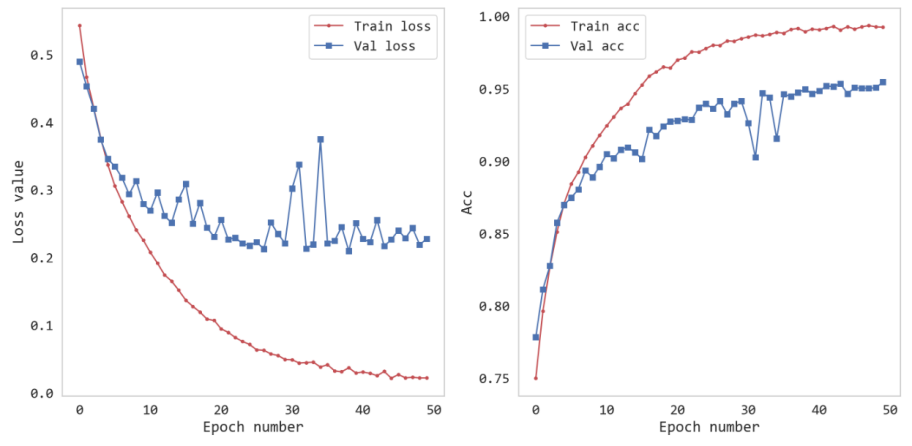 Train loss
Val loss
Loss value
0.5
0.4
0.3
0.2
0.1
0.0
0 10 20 30 40 50
Epoch number
Train acc
Val acc
Acc
1.00
0.95
0.90
0.85
0.80
0.75
0 10 20 30 40 50
Epoch number